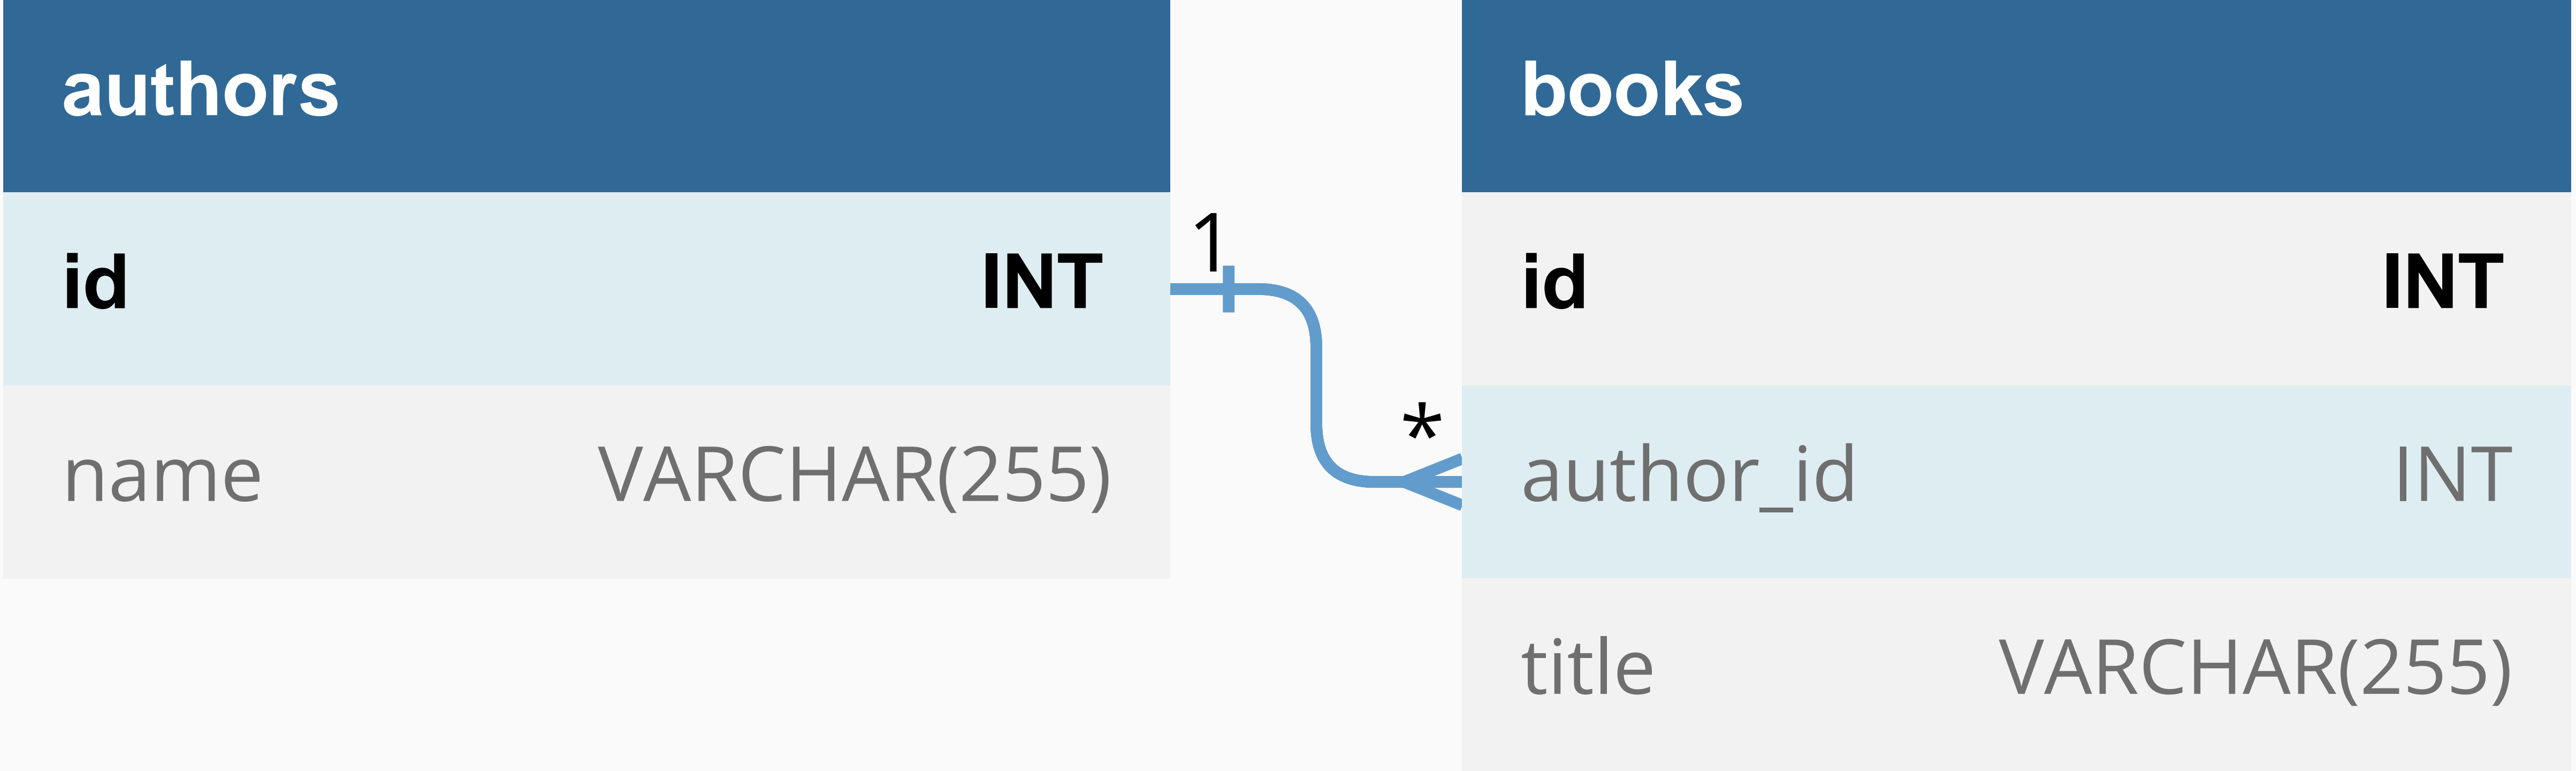 authors
id INT
name VARCHAR(255)
1
*
books
id INT
author_id INT
title VARCHAR(255)